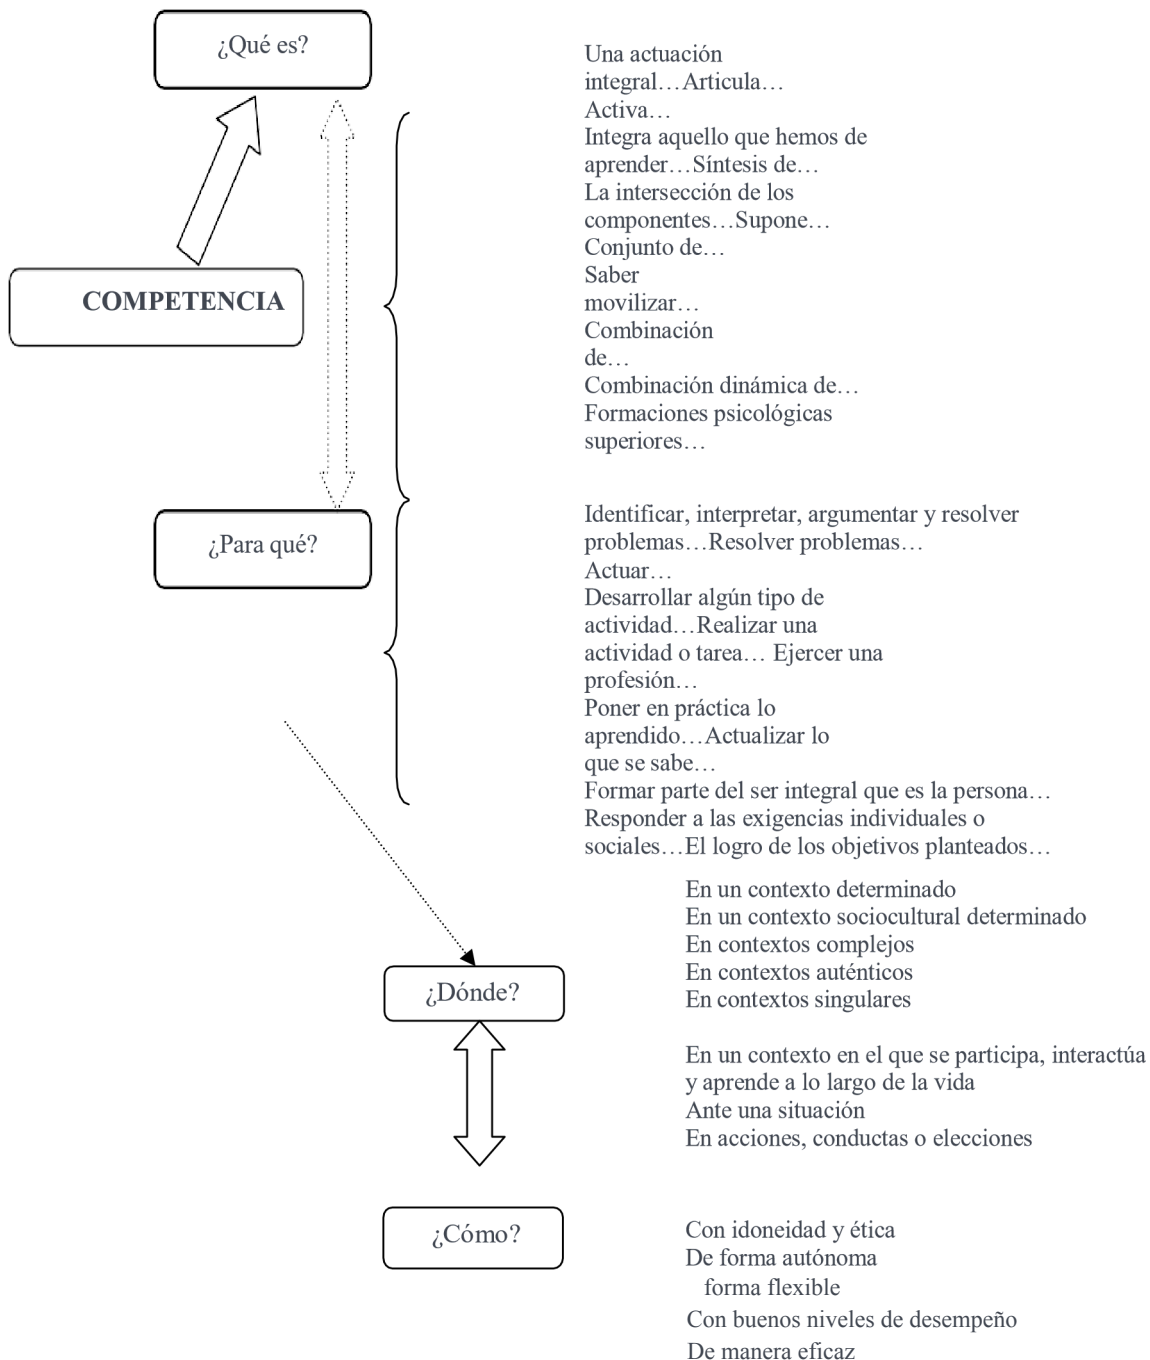 ¿Qué es?
Una actuación
integral…Articula…
Activa…
Integra aquello que hemos de
aprender…Síntesis de…
La intersección de los
componentes…Supone…
Conjunto de…
Saber
movilizar…
Combinación
de…
Combinación dinámica de…
Formaciones psicológicas
superiores…
COMPETENCIA
¿Para qué?
Identificar, interpretar, argumentar y resolver
problemas…Resolver problemas…
Actuar…
Desarrollar algún tipo de
actividad…Realizar una
actividad o tarea… Ejercer una
profesión…
Poner en práctica lo
aprendido…Actualizar lo
que se sabe…
Formar parte del ser integral que es la persona…
Responder a las exigencias individuales o
sociales…El logro de los objetivos planteados…
¿Dónde?
En un contexto determinado
En un contexto sociocultural determinado
En contextos complejos
En contextos auténticos
En contextos singulares
En un contexto en el que se participa, interactúa
y aprende a lo largo de la vida
Ante una situación
En acciones, conductas o elecciones
¿Cómo?
Con idoneidad y ética
De forma autónoma
forma flexible
Con buenos niveles de desempeño
De manera eficaz